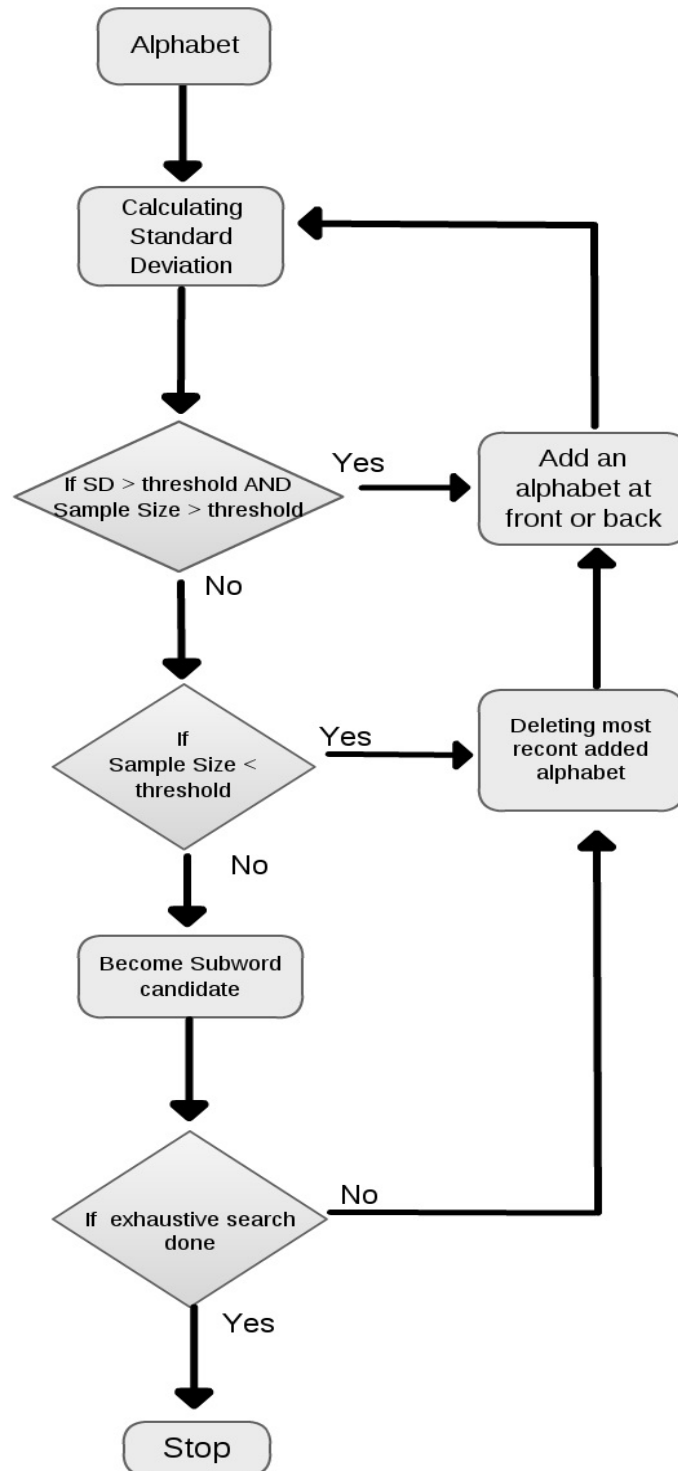 Alphabet
Calculating
Standard
Deviation
If SD > threshold AND
Sample Size > threshold
Yes
Add an
alphabet at
front or back
No
If
Sample Size <
threshold
Yes
Deleting most
recont added
alphabet
No
Become Subword
candidate
If exhaustive search
done
No
Yes
Stop